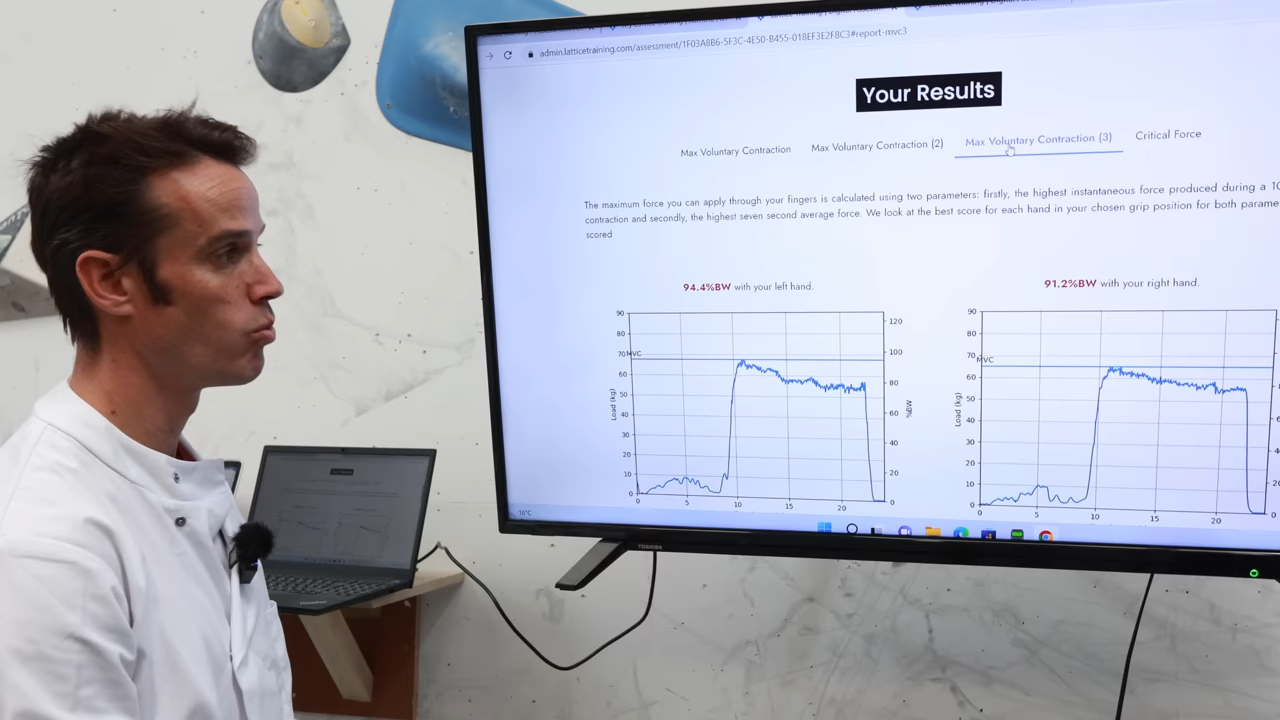 admin.latticetraining.com/assessment/1F03A8B6-5F3C-4E50-B455-018EF3E2F8C3#report-mvc3
Your Results
Max Voluntary Contraction
Max Voluntary Contraction (2)
Max Voluntary Contraction (3)
Critical Force
The maximum force you can apply through your fingers is calculated using two parameters: firstly, the highest instantaneous force produced during a 10
contraction and secondly, the highest seven second average force. We look at the best score for each hand in your chosen grip position for both
scored
94.4%BW with your left hand.
91.2%BW with your right hand.
90
80
70
60
50
40
30
20
10
0
MVC
Load (kg)
0 5 10 15 20
120
100
80
60
40
20
0
%BW
90
80
70
60
50
40
30
20
10
0
MVC
Load (kg)
0 5 10 15 20
16°C
TOSHIBA